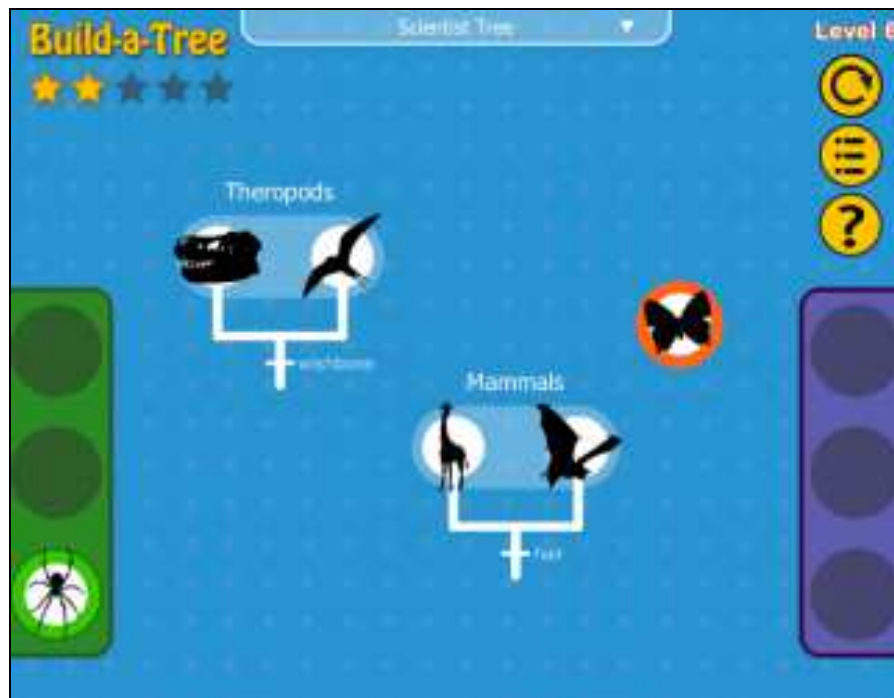 Build-a-Tree
Scientist Tree
Level 6
Theropods
wishbone
Mammals
hair
?